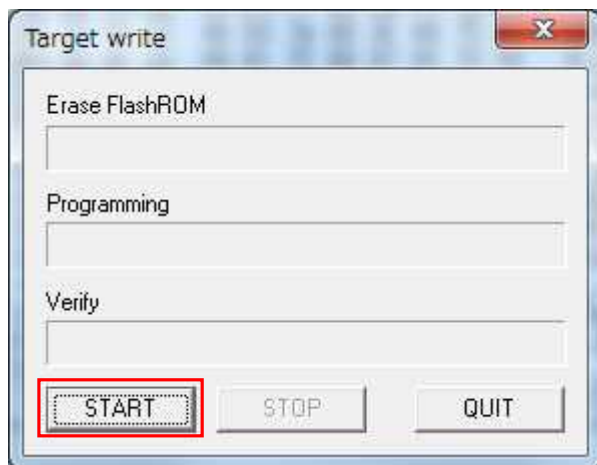 Target write
Erase FlashROM
Programming
Verify
START STOP QUIT